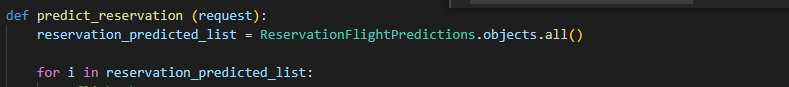 def predict_reservation (request):
    reservation_predicted_list = ReservationFlightPredictions.objects.all()
    for i in reservation_predicted_list: